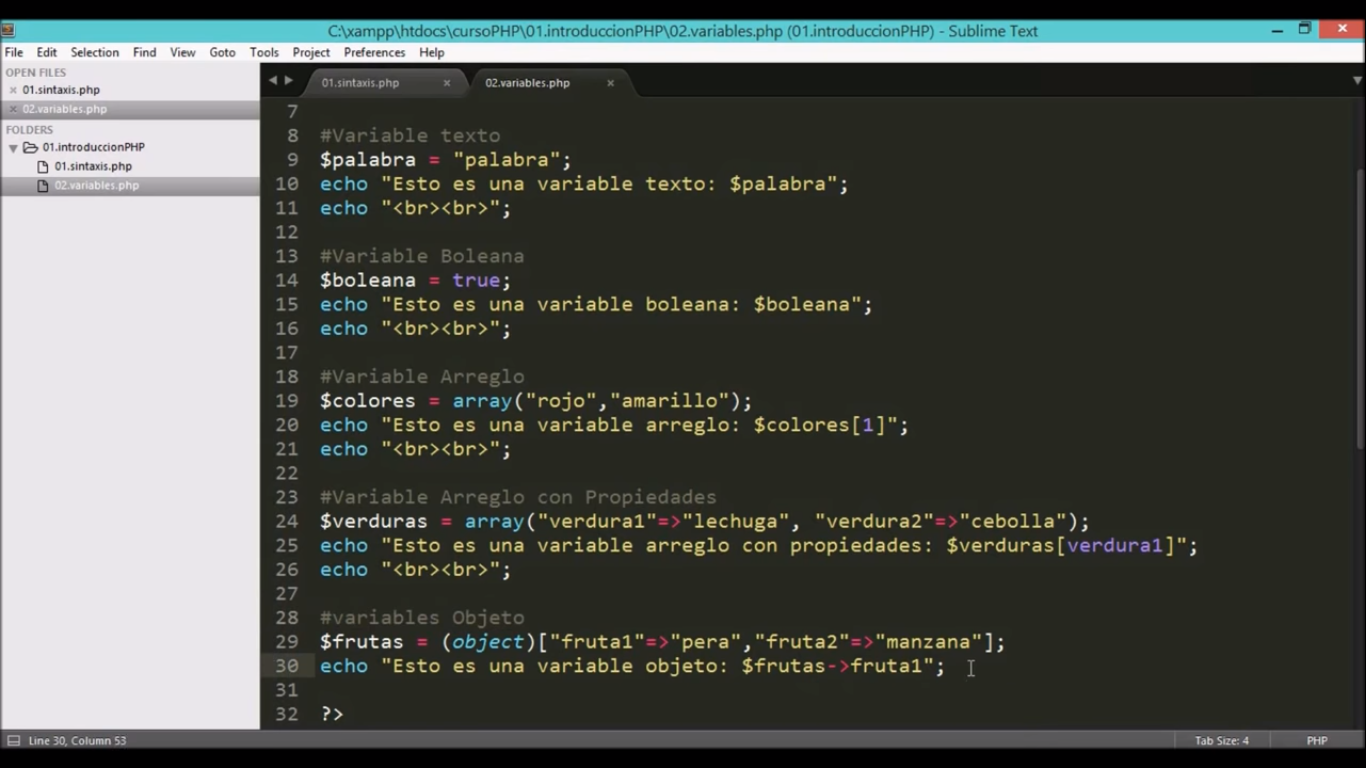 C:\xampp\htdocs\cursoPHP\01.introduccionPHP\02.variables.php (01.introduccionPHP) - Sublime Text
File Edit Selection Find View Goto Tools Project Preferences Help
OPEN FILES
01.sintaxis.php
02.variables.php
FOLDERS
01.introduccionPHP
01.sintaxis.php
02.variables.php
01.sintaxis.php × 02.variables.php ×
7
8 #Variable texto
9 $palabra = "palabra";
10 echo "Esto es una variable texto: $palabra";
11 echo "<br><br>";
12
13 #Variable Boleana
14 $boleana = true;
15 echo "Esto es una variable boleana: $boleana";
16 echo "<br><br>";
17
18 #Variable Arreglo
19 $colores = array("rojo","amarillo");
20 echo "Esto es una variable arreglo: $colores[1]";
21 echo "<br><br>";
22
23 #Variable Arreglo con Propiedades
24 $verduras = array("verdura1"=>"lechuga", "verdura2"=>"cebolla");
25 echo "Esto es una variable arreglo con propiedades: $verduras[verdura1]";
26 echo "<br><br>";
27
28 #variables Objeto
29 $frutas = (object)["fruta1"=>"pera","fruta2"=>"manzana"];
30 echo "Esto es una variable objeto: $frutas->fruta1";
31
32 ?>
Line 30, Column 53 Tab Size: 4 PHP